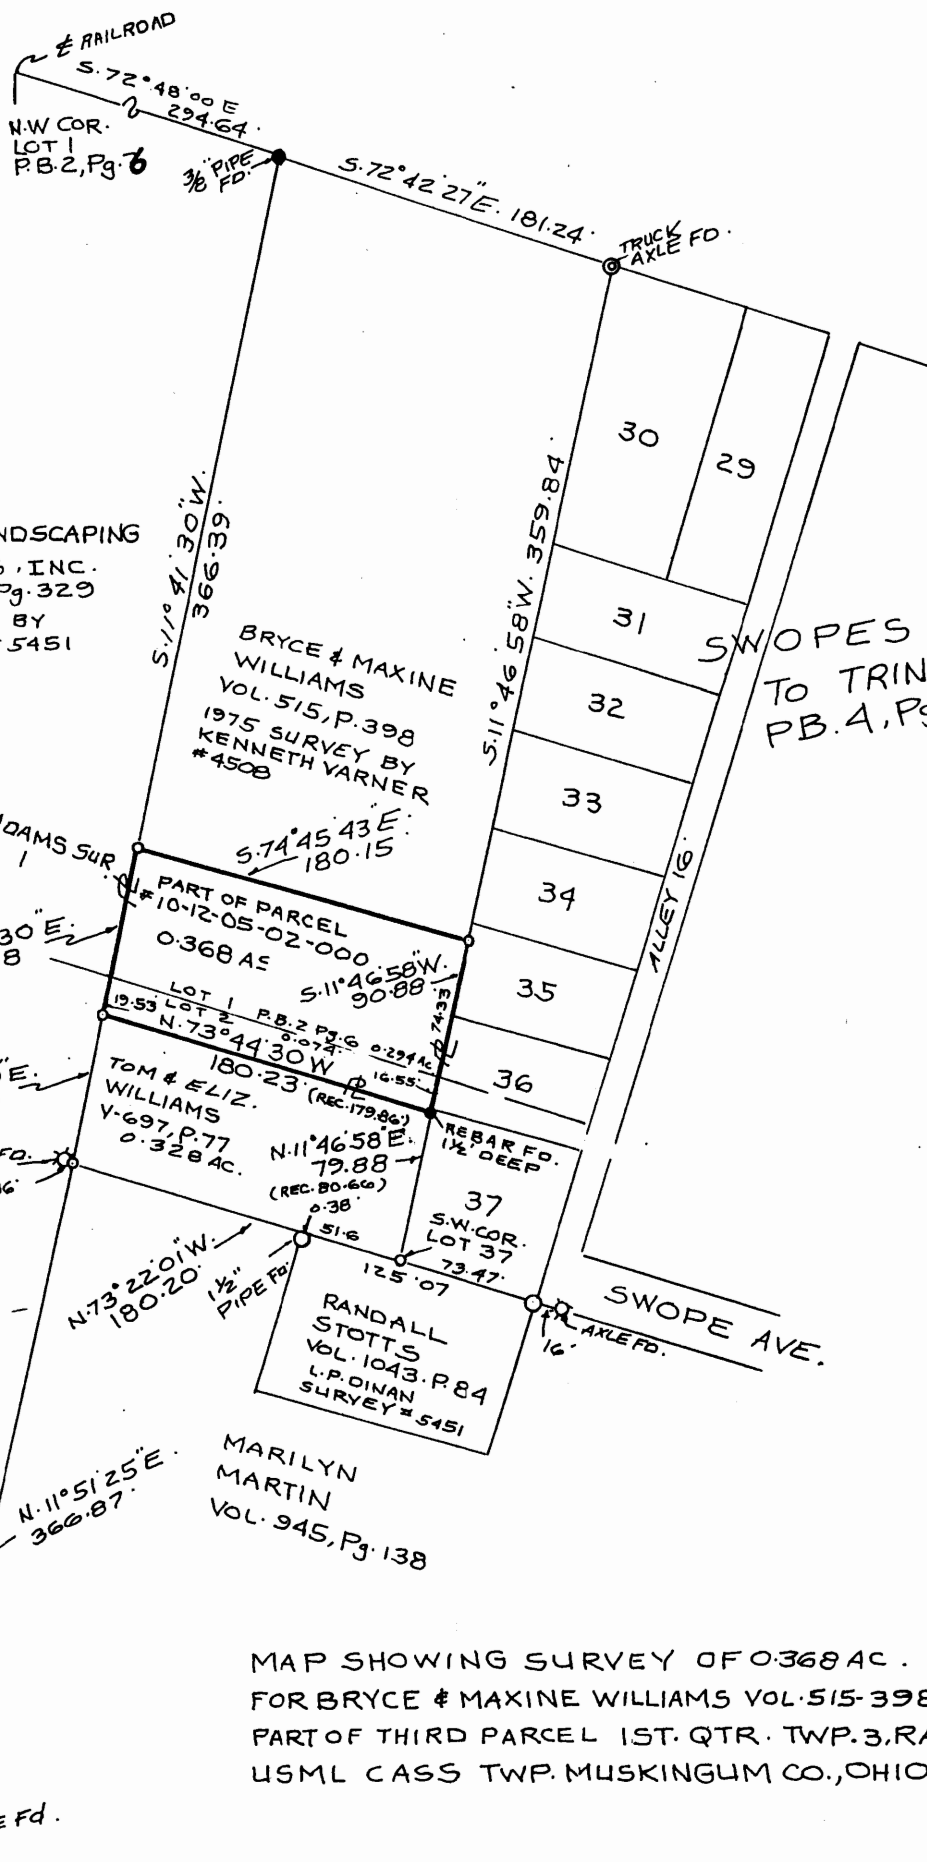 ℄ RAILROAD
S.72°48'00 E
294.64
N.W COR.
LOT 1
P.B.2, Pg.6
3/8" PIPE
FD.
S.72°42'27"E. 181.24'
TRUCK
AXLE FD.
30
29
S.11°41'30"W.
366.39'
S.11°46'58"W. 359.84'
NDSCAPING
, INC.
Pg.329
BY
5451
31
SWOPES
TO TRIN
PB.4, Pg
BRYCE & MAXINE
WILLIAMS
VOL.515, P.398
1975 SURVEY BY
KENNETH VARNER
#4508
32
33
S.74°45'43"E.
180.15
DAMS SUR.
1
34
ALLEY 16'
PART OF PARCEL
#10-12-05-02-000
0.368 AC
30"E.
8
S.11°46'58"W.
90.88'
74.33
35
19.53
LOT 1 P.B.2 Pg.6 0.294 AC
LOT 2 0.074
N.73°44'30 W
180.23'
(REC.179.86')
16.55'
36
"E.
TOM & ELIZ.
WILLIAMS
V-697, P.77
0.328 AC.
REBAR FD.
1½' DEEP
N.11°46'58"E.
79.88
(REC.80.66)
FD.
16'
0.38'
51.6
37
S.W.COR.
LOT 37
73.47'
125.07
N.73°22'01"W.
180.20'
1½"
PIPE FD.
SWOPE AVE.
AXLE FD.
16'
RANDALL
STOTTS
VOL.1043.P.84
L.P.DINAN
SURVEY #5451
N.11°51'25"E.
366.87'
MARILYN
MARTIN
VOL. 945, Pg.138
MAP SHOWING SURVEY OF 0.368 AC.
FOR BRYCE & MAXINE WILLIAMS VOL.515-398
PART OF THIRD PARCEL 1ST. QTR. TWP.3, RA
USML CASS TWP. MUSKINGUM CO., OHIO
E Fd.